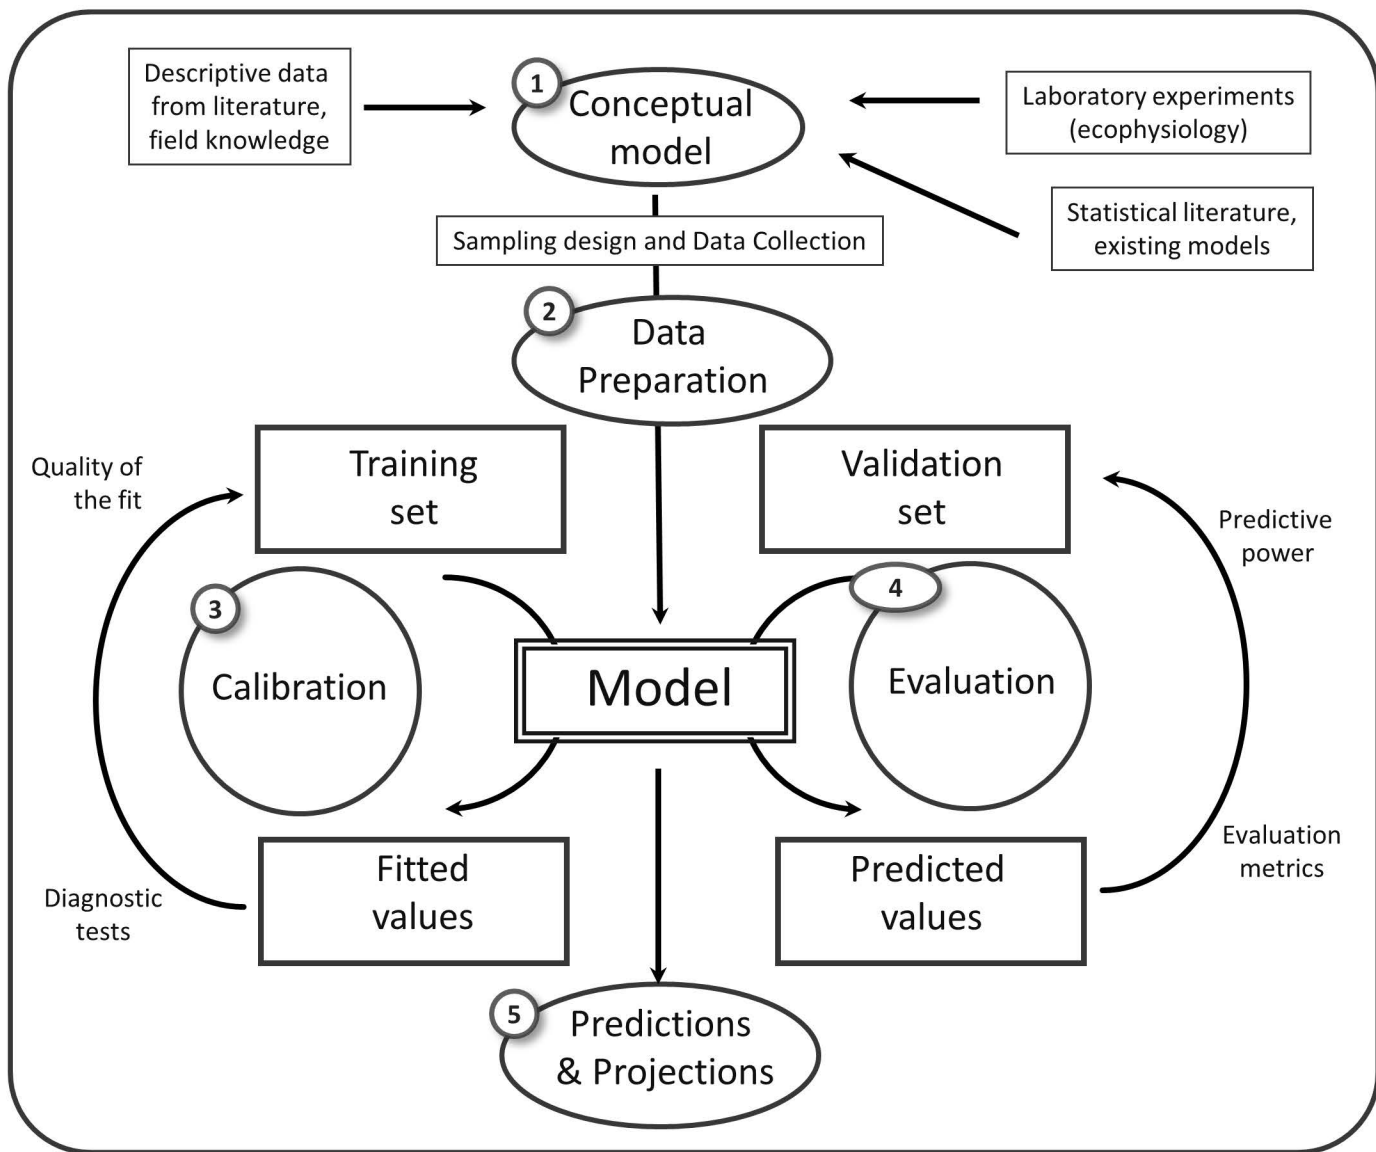 Descriptive data
from literature,
field knowledge
1
Conceptual
model
Laboratory experiments
(ecophysiology)
Statistical literature,
existing models
Sampling design and Data Collection
2
Data
Preparation
Quality of
the fit
Training
set
Validation
set
Predictive
power
3
Calibration
Model
4
Evaluation
Diagnostic
tests
Fitted
values
Predicted
values
Evaluation
metrics
5
Predictions
& Projections